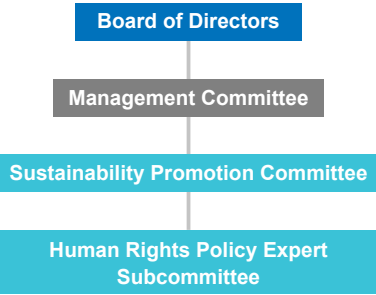 Board of Directors
Management Committee
Sustainability Promotion Committee
Human Rights Policy Expert
Subcommittee